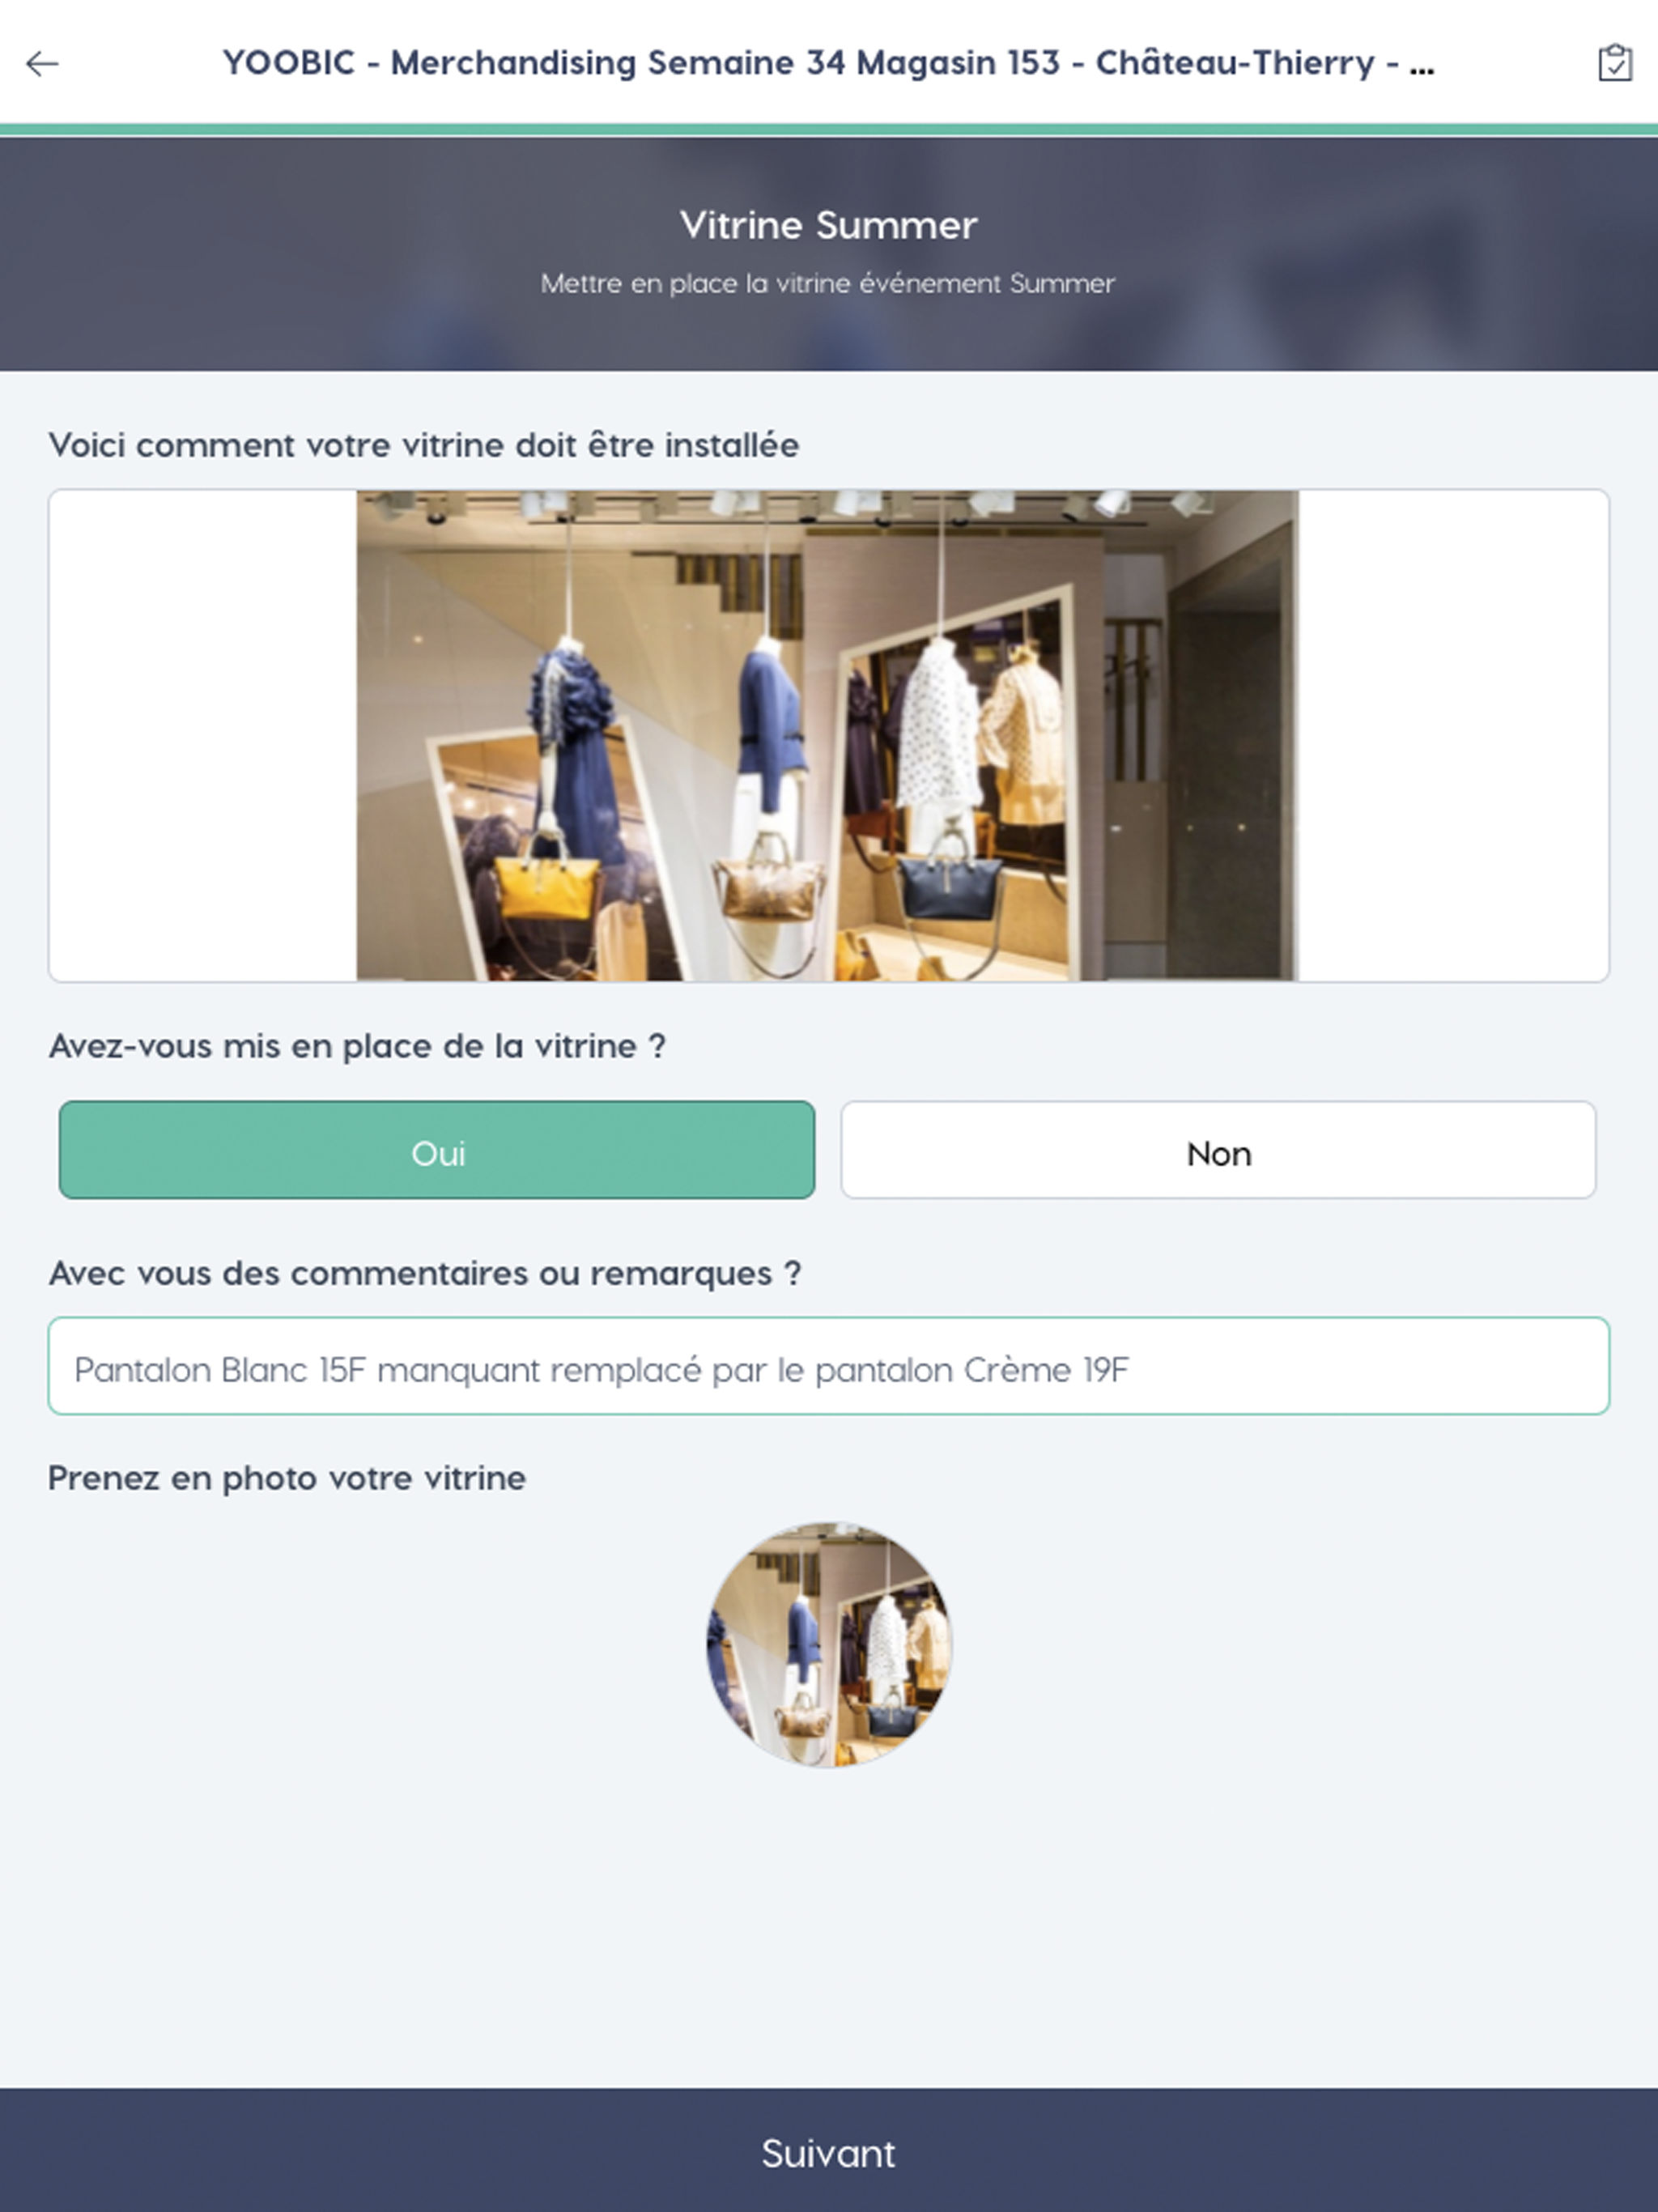 YOOBIC - Merchandising Semaine 34 Magasin 153 - Château-Thierry - ...
Vitrine Summer
Mettre en place la vitrine événement Summer
Voici comment votre vitrine doit être installée
Avez-vous mis en place de la vitrine ?
Oui
Non
Avec vous des commentaires ou remarques ?
Pantalon Blanc 15F manquant remplacé par le pantalon Crème 19F
Prenez en photo votre vitrine
Suivant